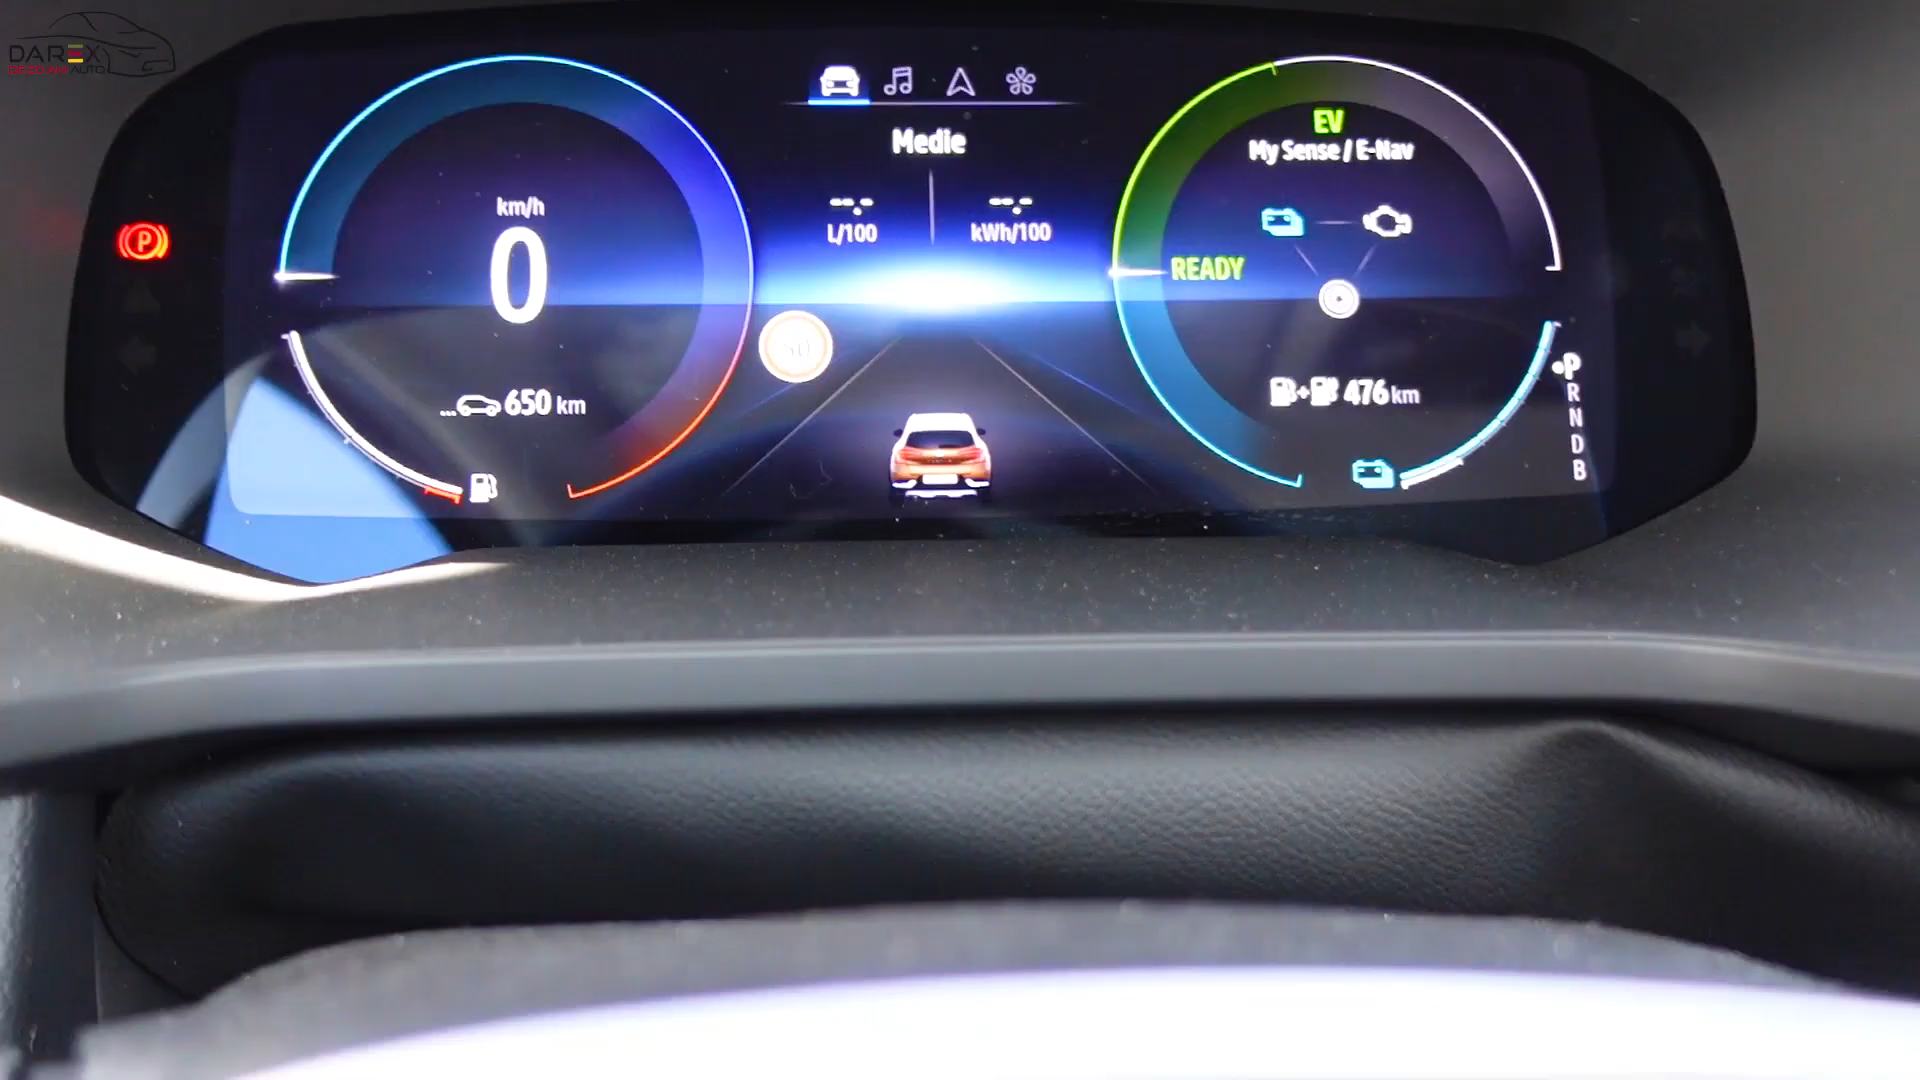 DAREX
P
km/h
0
...650 km
Medie
--.-
L/100
--.-
kWh/100
EV
My Sense / E-Nav
READY
476 km
P
R
N
D
B